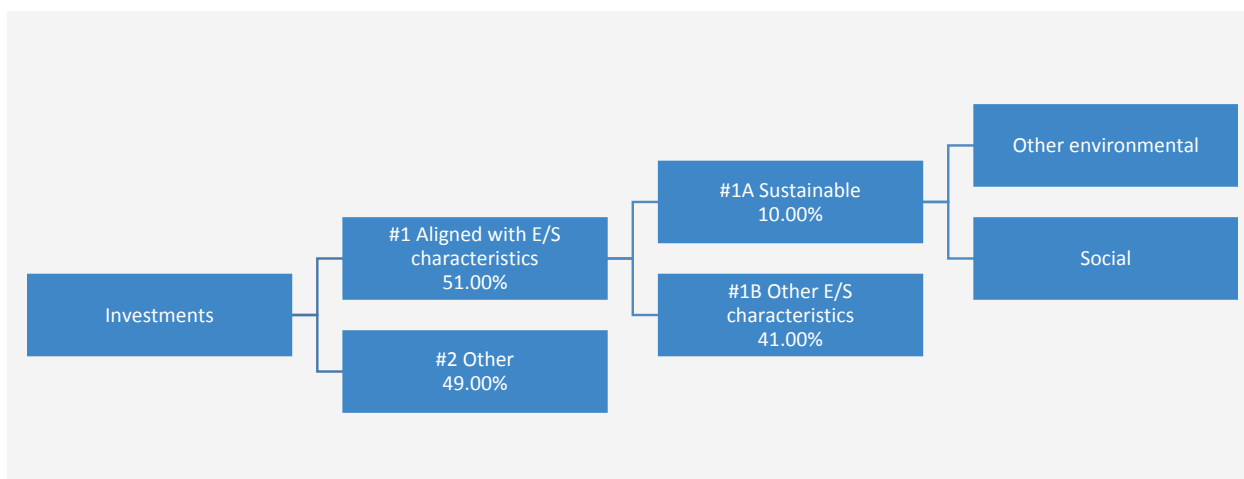 Investments
#1 Aligned with E/S
characteristics
51.00%
#2 Other
49.00%
#1A Sustainable
10.00%
#1B Other E/S
characteristics
41.00%
Other environmental
Social